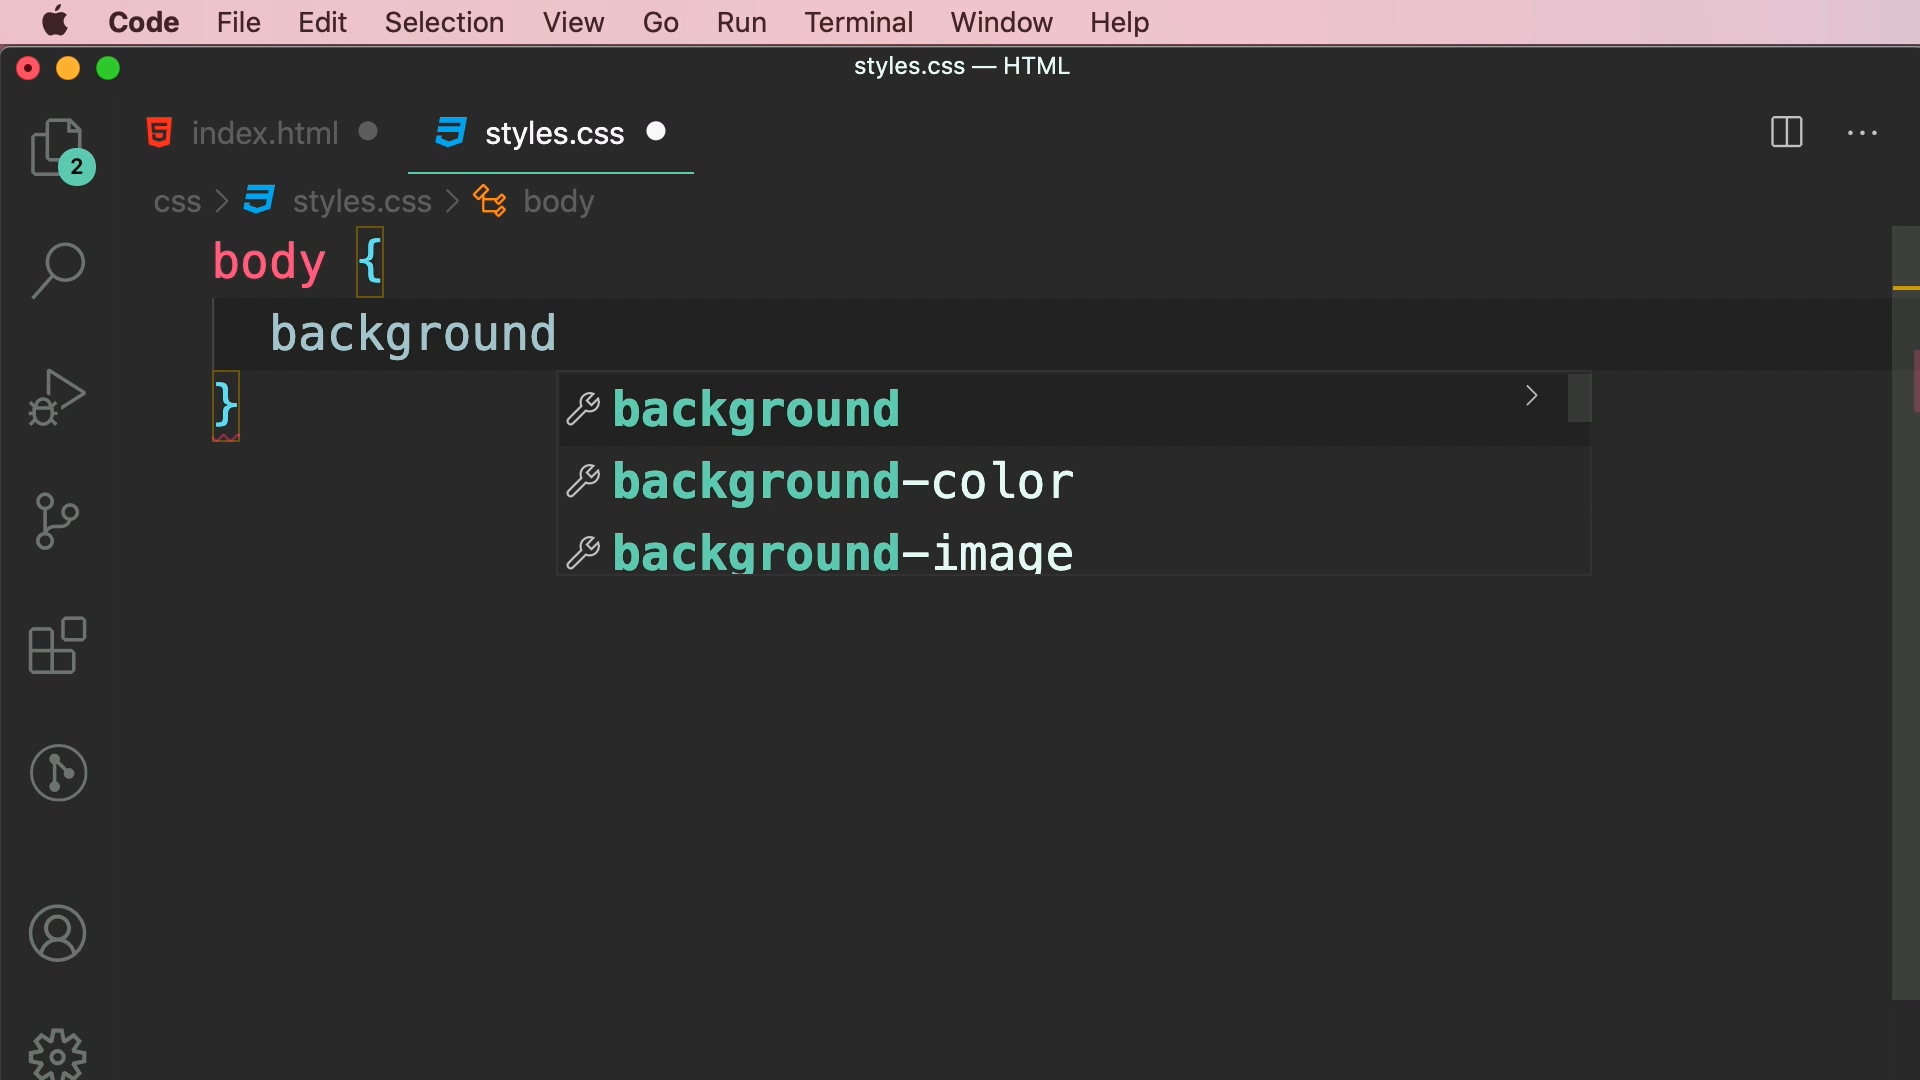 Code File Edit Selection View Go Run Terminal Window Help
styles.css — HTML
index.html styles.css
2
css > styles.css > body
body {
background
}
background
background-color
background-image